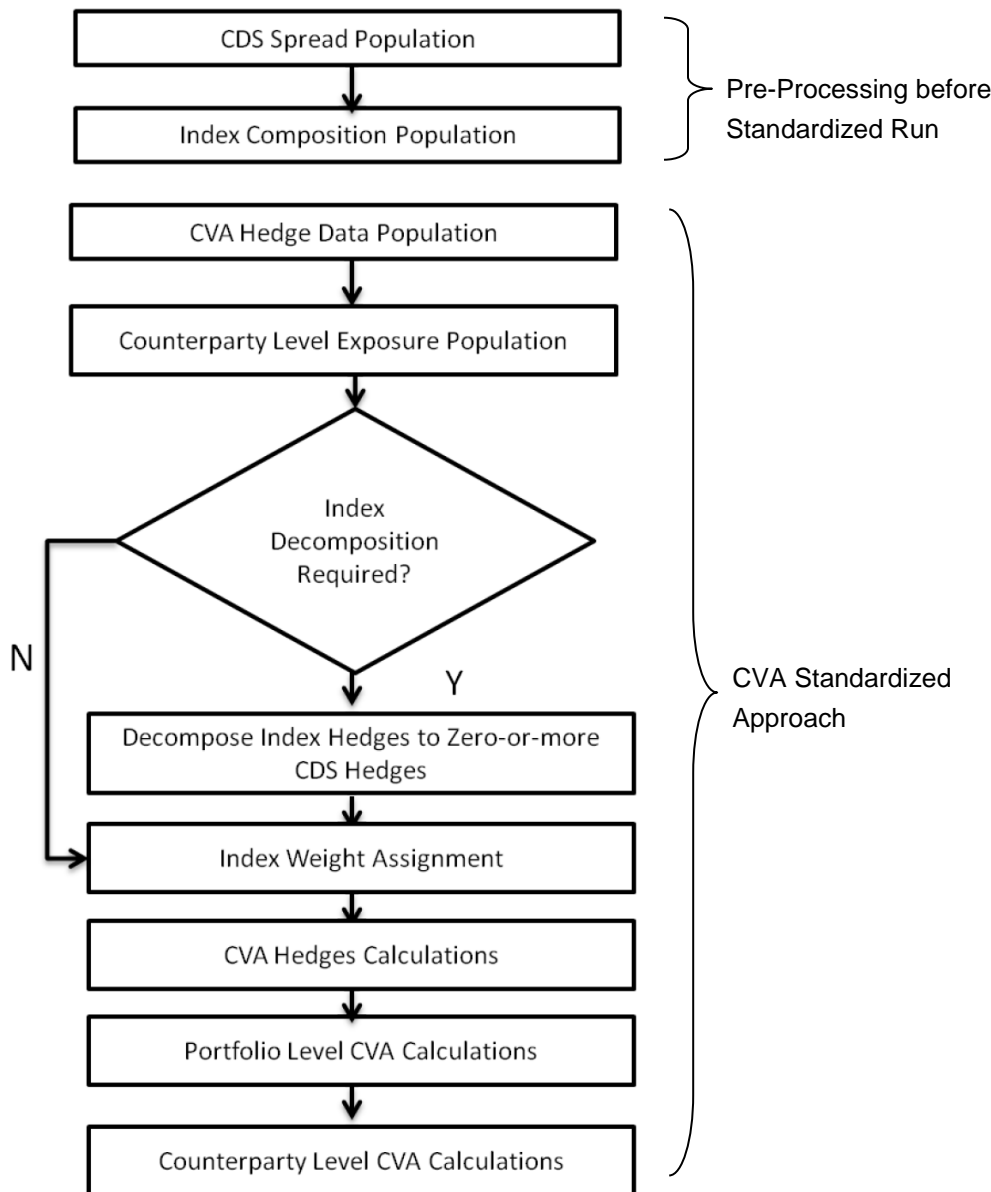 CDS Spread Population
Index Composition Population
Pre-Processing before
Standardized Run
CVA Hedge Data Population
Counterparty Level Exposure Population
Index
Decomposition
Required?
N
Y
CVA Standardized
Approach
Decompose Index Hedges to Zero-or-more
CDS Hedges
Index Weight Assignment
CVA Hedges Calculations
Portfolio Level CVA Calculations
Counterparty Level CVA Calculations